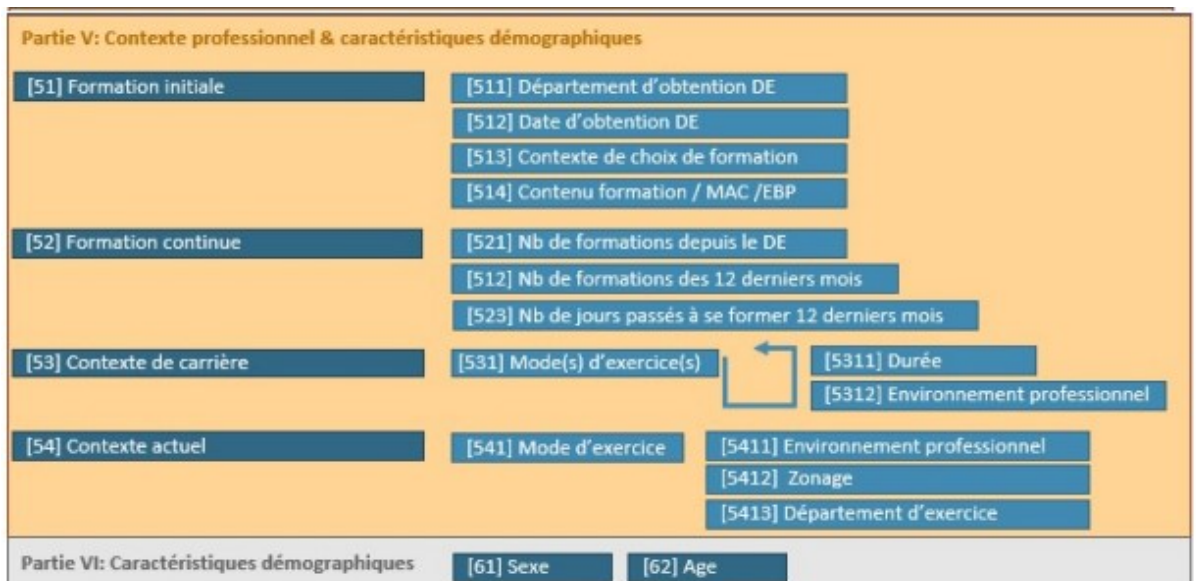 Partie V: Contexte professionnel & caractéristiques démographiques
[51] Formation initiale
[511] Département d'obtention DE
[512] Date d'obtention DE
[513] Contexte de choix de formation
[514] Contenu formation / MAC /EBP
[52] Formation continue
[521] Nb de formations depuis le DE
[512] Nb de formations des 12 derniers mois
[523] Nb de jours passés à se former 12 derniers mois
[53] Contexte de carrière
[531] Mode(s) d'exercice(s)
[5311] Durée
[5312] Environnement professionnel
[54] Contexte actuel
[541] Mode d'exercice
[5411] Environnement professionnel
[5412] Zonage
[5413] Département d'exercice
Partie VI: Caractéristiques démographiques
[61] Sexe
[62] Age